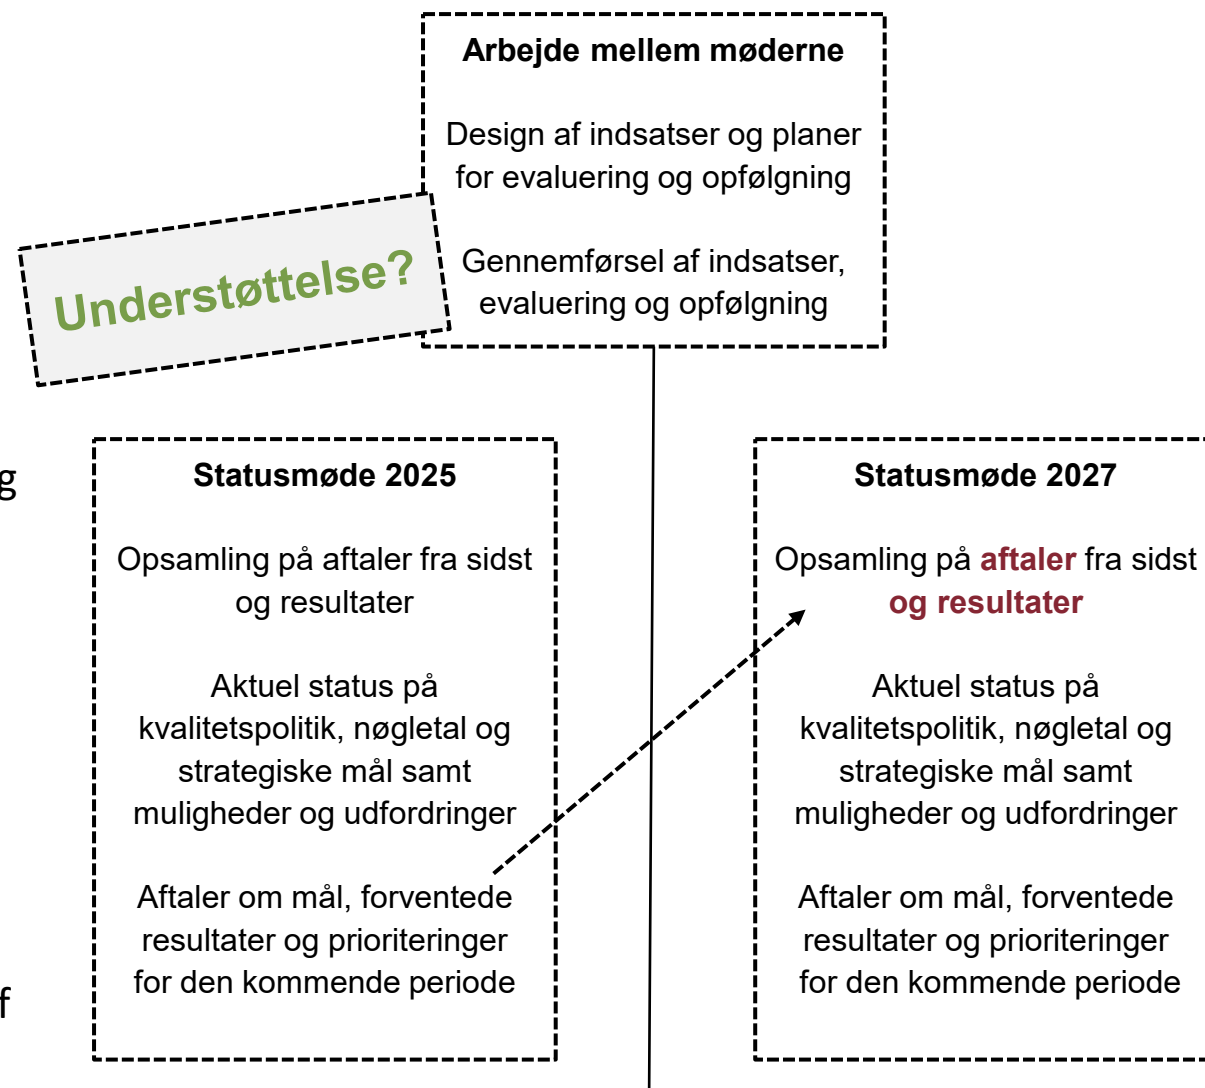 Arbejde mellem møderne
Design af indsatser og planer
for evaluering og opfølgning
Gennemførsel af indsatser,
evaluering og opfølgning
Understøttelse?
g
f
Statusmøde 2025
Opsamling på aftaler fra sidst
og resultater
Aktuel status på
kvalitetspolitik, nøgletal og
strategiske mål samt
muligheder og udfordringer
Aftaler om mål, forventede
resultater og prioriteringer
for den kommende periode
Statusmøde 2027
Opsamling på aftaler fra sidst
og resultater
Aktuel status på
kvalitetspolitik, nøgletal og
strategiske mål samt
muligheder og udfordringer
Aftaler om mål, forventede
resultater og prioriteringer
for den kommende periode